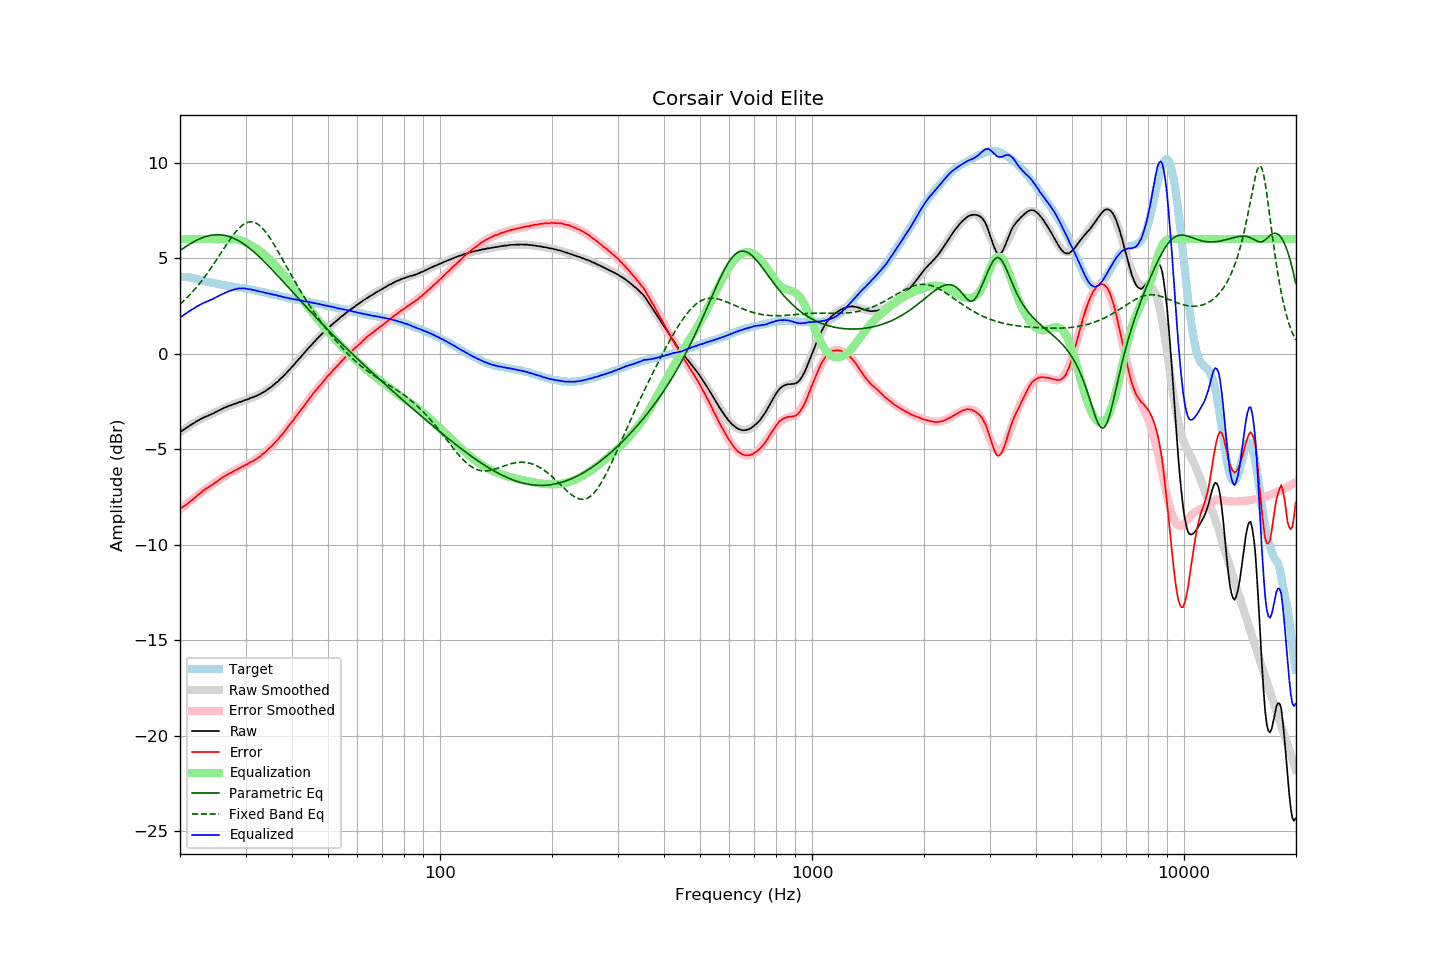 Corsair Void Elite
10
5
0
−5
−10
−15
−20
−25
Amplitude (dBr)
Target
Raw Smoothed
Error Smoothed
Raw
Error
Equalization
Parametric Eq
Fixed Band Eq
Equalized
100
1000
10000
Frequency (Hz)